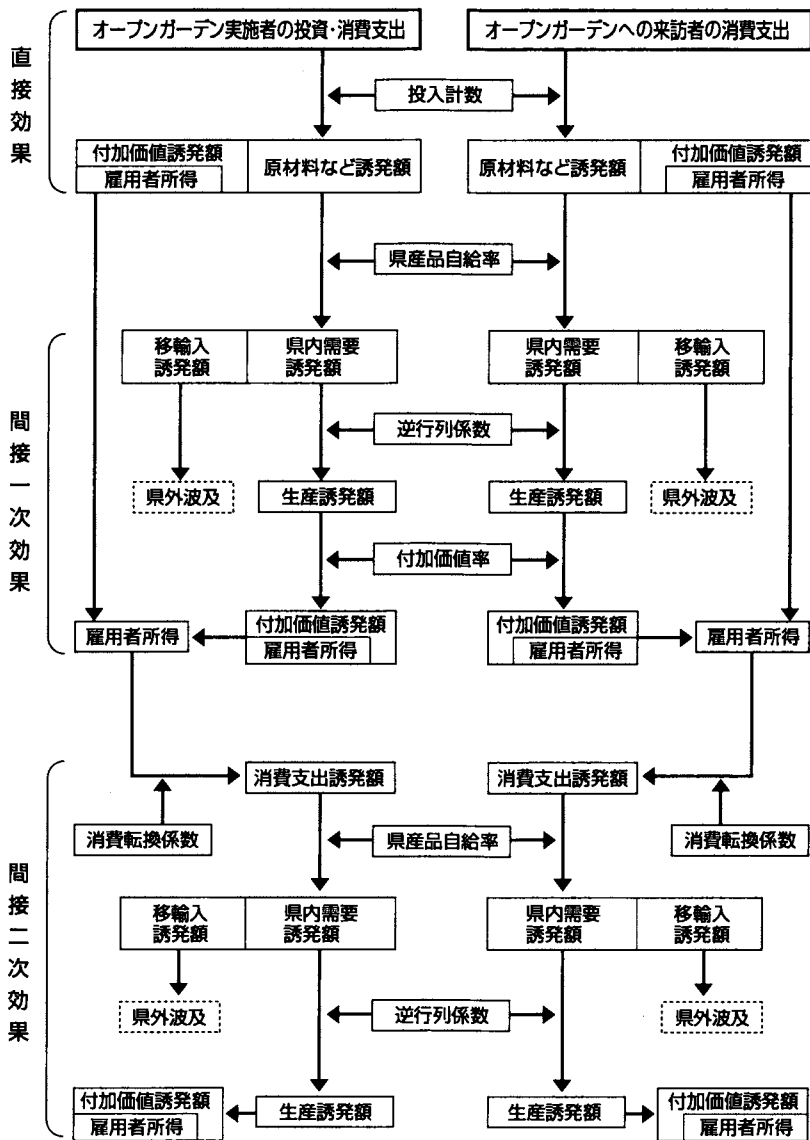 オープンガーデン実施者の投資・消費支出
オープンガーデンへの来訪者の消費支出
直接効果
投入計数
付加価値誘発額
雇用者所得
原材料など誘発額
原材料など誘発額
付加価値誘発額
雇用者所得
県産品自給率
間接一次効果
移輸入
誘発額
県内需要
誘発額
県内需要
誘発額
移輸入
誘発額
逆行列係数
県外波及
生産誘発額
生産誘発額
県外波及
付加価値率
雇用者所得
付加価値誘発額
雇用者所得
付加価値誘発額
雇用者所得
雇用者所得
間接二次効果
消費支出誘発額
消費支出誘発額
消費転換係数
県産品自給率
消費転換係数
移輸入
誘発額
県内需要
誘発額
県内需要
誘発額
移輸入
誘発額
県外波及
逆行列係数
県外波及
付加価値誘発額
雇用者所得
生産誘発額
生産誘発額
付加価値誘発額
雇用者所得